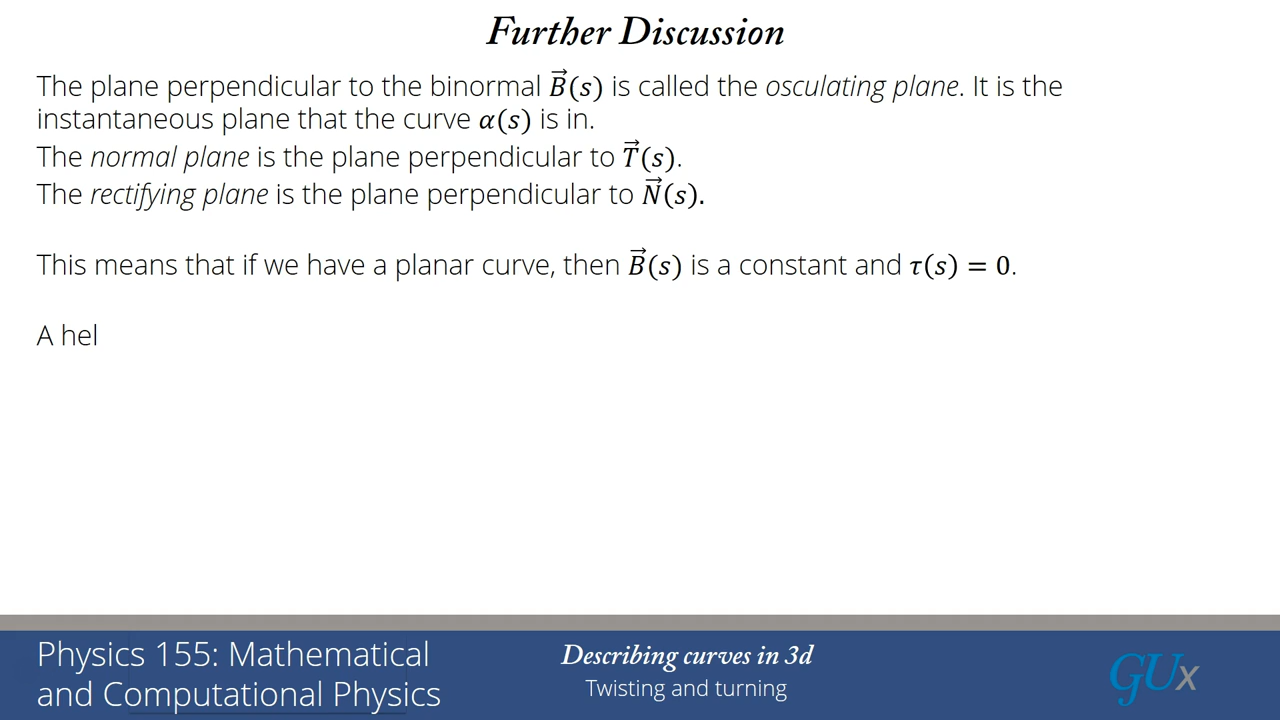 Further Discussion
The plane perpendicular to the binormal B⃗(s) is called the osculating plane. It is the
instantaneous plane that the curve α(s) is in.
The normal plane is the plane perpendicular to T⃗(s).
The rectifying plane is the plane perpendicular to N⃗(s).
This means that if we have a planar curve, then B⃗(s) is a constant and τ(s) = 0.
A hel
Physics 155: Mathematical
and Computational Physics
Describing curves in 3d
Twisting and turning
GUx